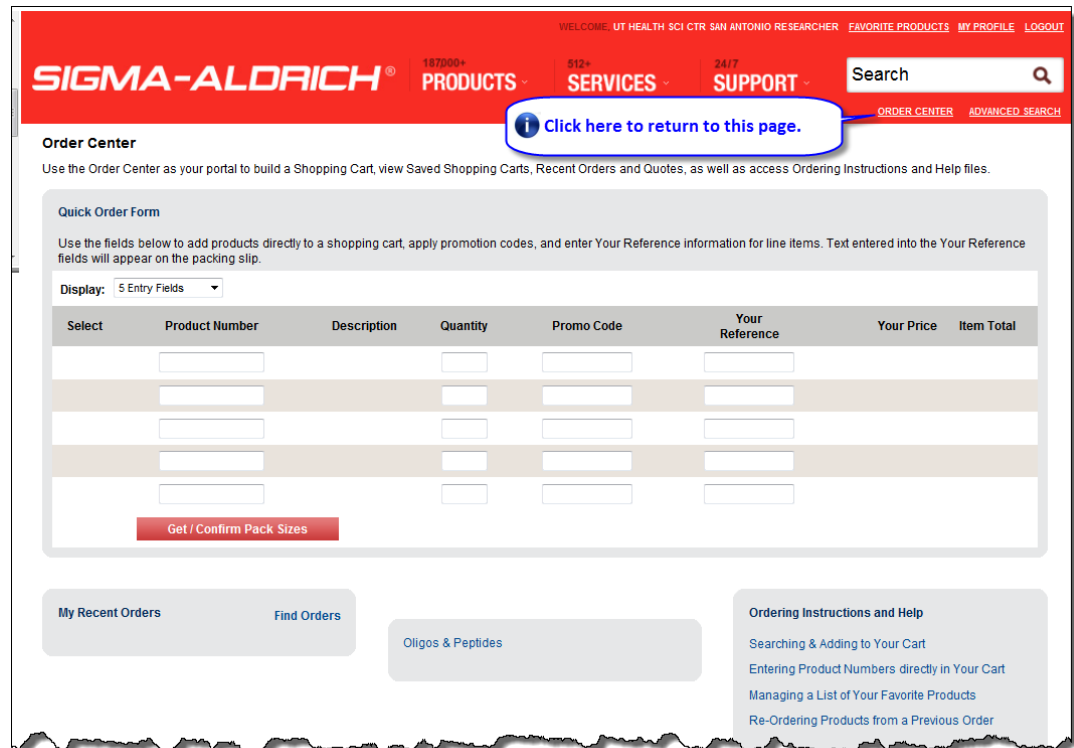 WELCOME, UT HEALTH SCI CTR SAN ANTONIO RESEARCHER FAVORITE PRODUCTS MY PROFILE LOGOUT
SIGMA-ALDRICH®
187,000+
PRODUCTS
512+
SERVICES
24/7
SUPPORT
Search
ORDER CENTER ADVANCED SEARCH
Click here to return to this page.
Order Center
Use the Order Center as your portal to build a Shopping Cart, view Saved Shopping Carts, Recent Orders and Quotes, as well as access Ordering Instructions and Help files.
Quick Order Form
Use the fields below to add products directly to a shopping cart, apply promotion codes, and enter Your Reference information for line items. Text entered into the Your Reference
fields will appear on the packing slip.
Display: 5 Entry Fields
Select Product Number Description Quantity Promo Code Your Reference Your Price Item Total
Get / Confirm Pack Sizes
My Recent Orders Find Orders
Oligos & Peptides
Ordering Instructions and Help
Searching & Adding to Your Cart
Entering Product Numbers directly in Your Cart
Managing a List of Your Favorite Products
Re-Ordering Products from a Previous Order